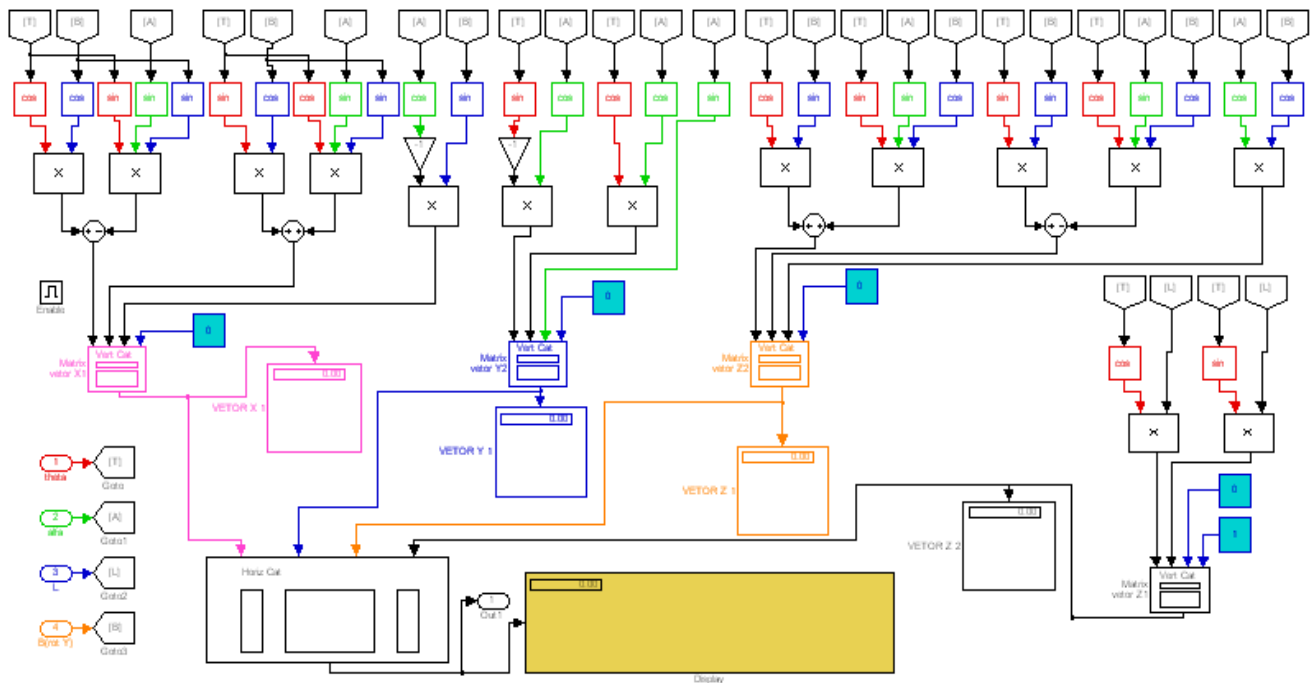 [T] [B] [A] [T] [B] [A] [A] [B] [T] [A] [T] [A] [A] [T] [B] [T] [A] [B] [T] [B] [T] [A] [B] [A] [B]
cos cos sin sin sin sin cos cos sin sin cos sin sin cos cos cos sin cos sin sin sin cos sin sin cos sin cos cos cos
-1 -1
X X X X X X X X X X X X
+ - + + + - + -
Enable
[T] [L] [T] [L]
0 0 0
Vert Cat
Matrix
vetor X1
Vert Cat
Matrix
vetor Y2
Vert Cat
Matrix
vetor Z2
cos sin
0.00
VETOR X 1
0.00
VETOR Y 1
0.00
VETOR Z 1
X X
1
theta
[T]
Goto
2
alfa
[A]
Goto1
3
L
[L]
Goto2
4
B(rot Y)
[B]
Goto3
0
1
0.00
VETOR Z 2
Vert Cat
Matrix
vetor Z1
Horiz Cat
1
Out1
0.00
Display